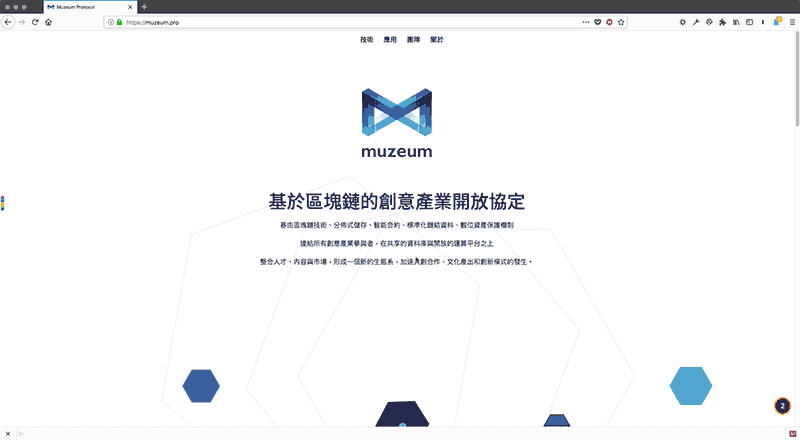 Muzeum Protocol
https://muzeum.pro
技術 應用 團隊 關於
muzeum
基於區塊鏈的創意產業開放協定
基由區塊鏈技術、分佈式儲存、智能合約、標準化鏈結資料、數位資產保護機制
連結所有創意產業參與者，在共享的資料庫與開放的運算平台之上
整合人才、內容與市場，形成一個新的生態系，加速共創合作、文化產出和創新模式的發生。
2